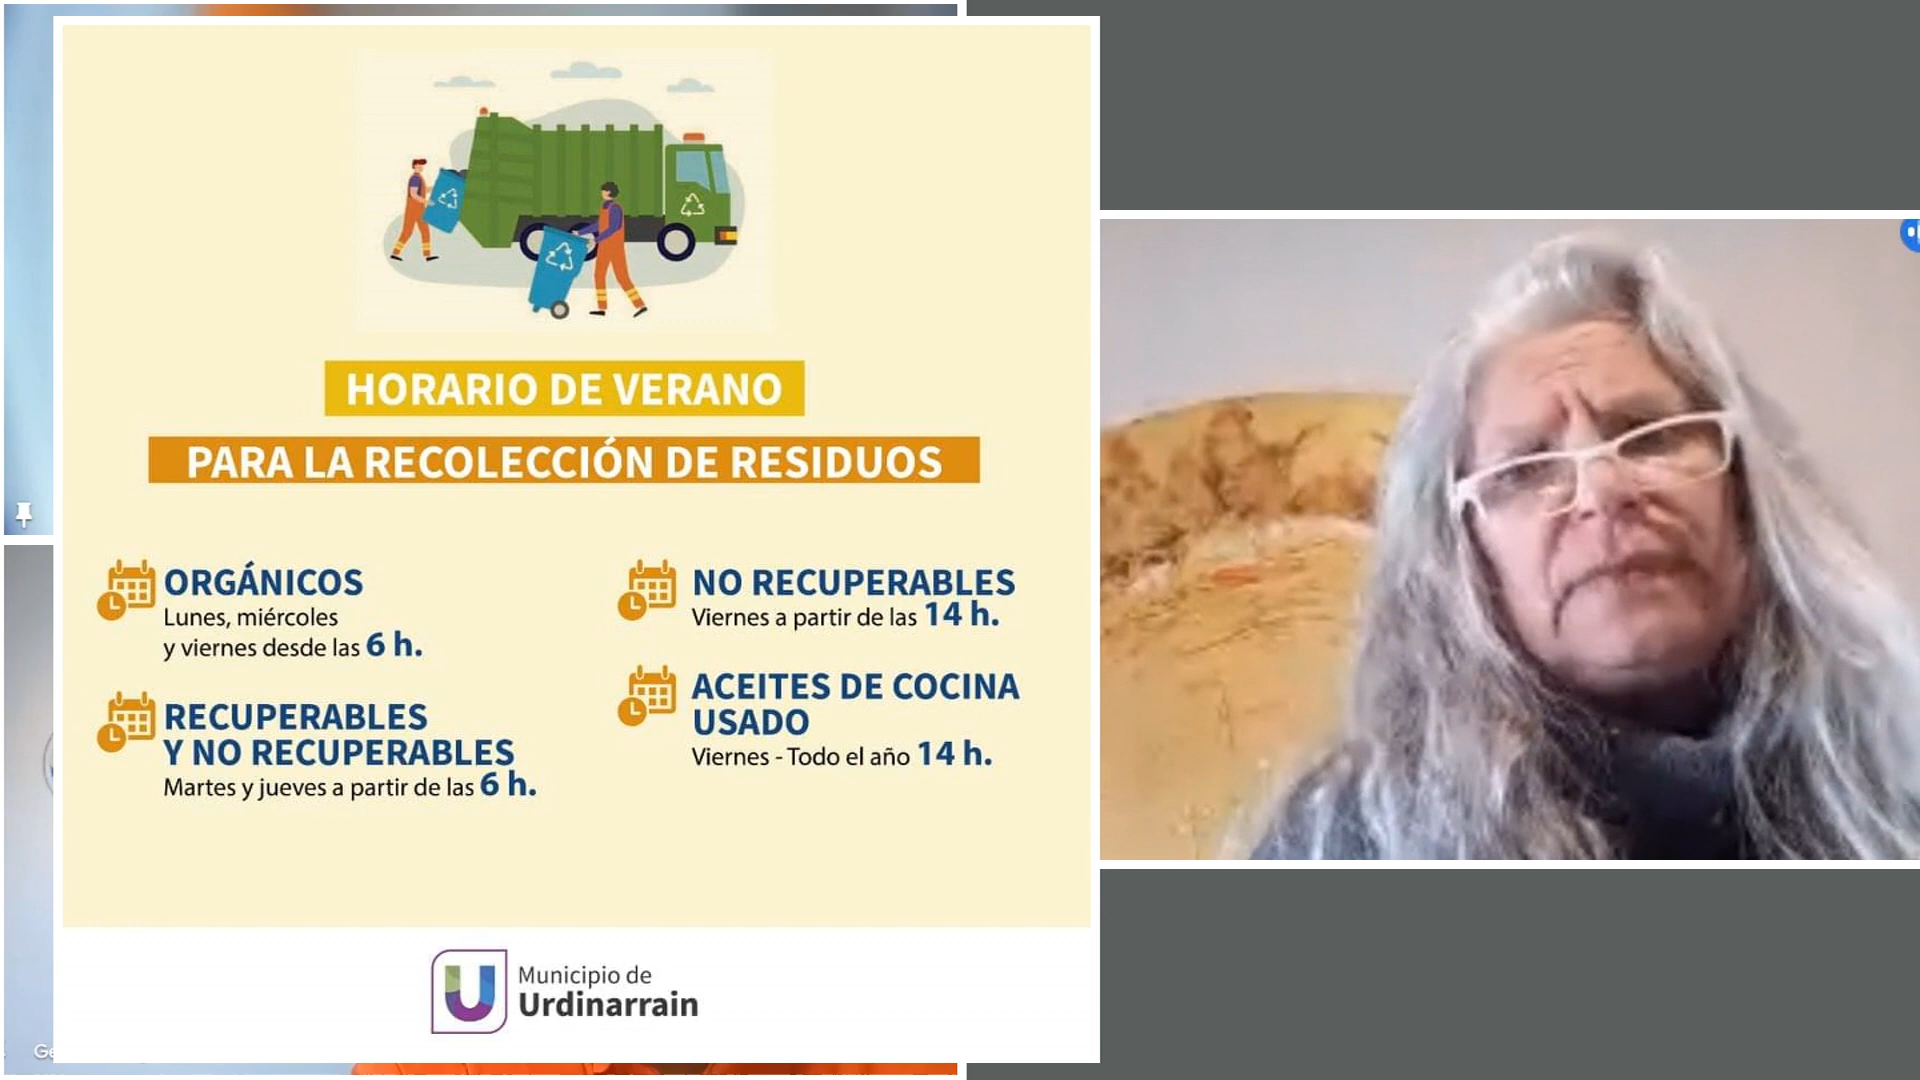 HORARIO DE VERANO
PARA LA RECOLECCIÓN DE RESIDUOS
ORGÁNICOS
Lunes, miércoles
y viernes desde las 6 h.
RECUPERABLES
Y NO RECUPERABLES
Martes y jueves a partir de las 6 h.
NO RECUPERABLES
Viernes a partir de las 14 h.
ACEITES DE COCINA
USADO
Viernes - Todo el año 14 h.
Municipio de
Urdinarrain